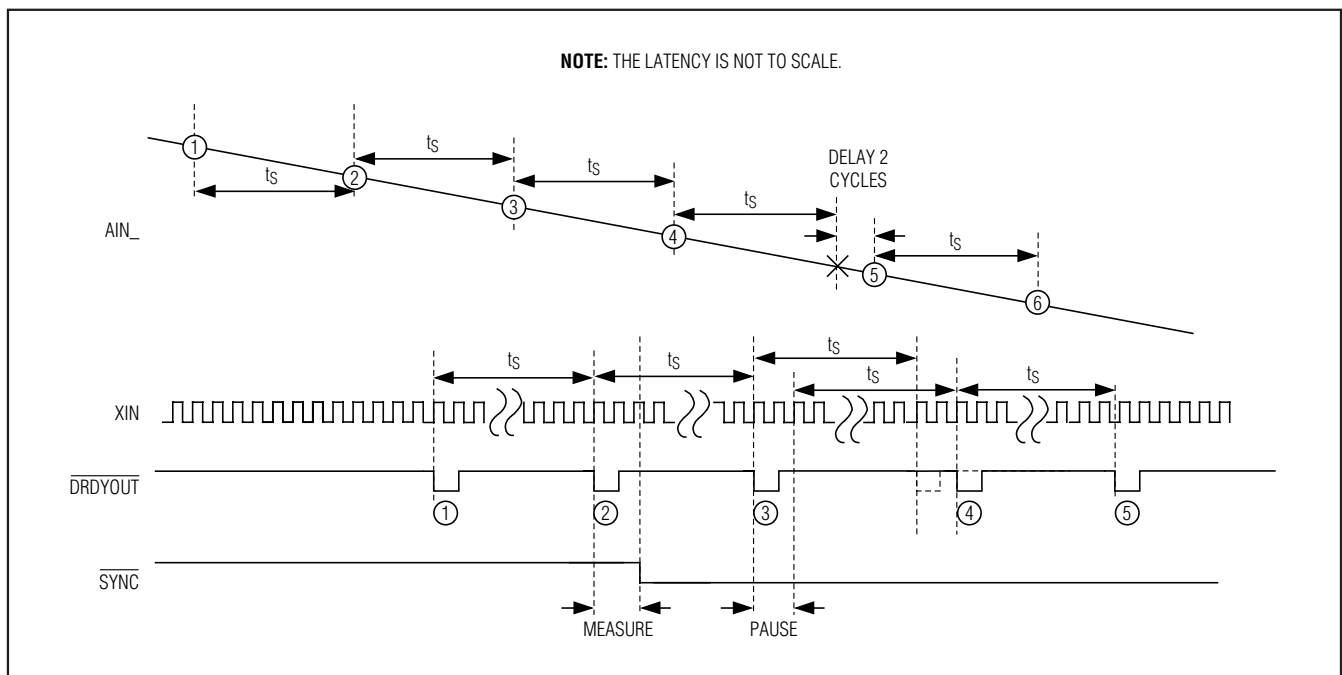 NOTE: THE LATENCY IS NOT TO SCALE.
1
tS
2
tS
3
tS
4
tS
DELAY 2
CYCLES
5
tS
6
AIN_
tS
tS
tS
tS
tS
XIN
DRDYOUT
1
2
3
4
5
SYNC
MEASURE
PAUSE